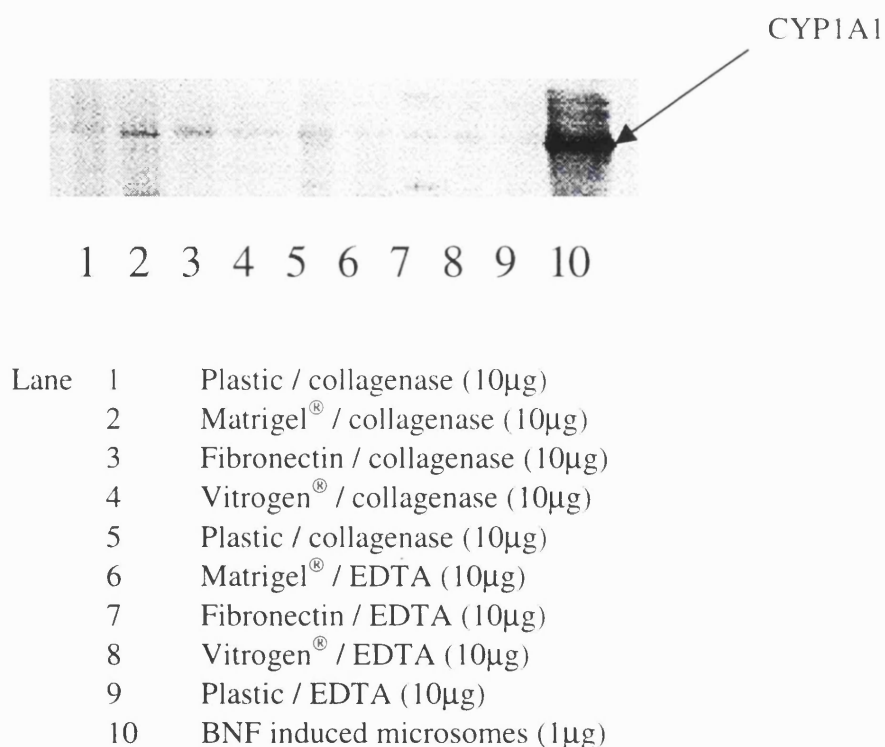 CYP1A1
1 2 3 4 5 6 7 8 9 10
Lane 1 Plastic / collagenase (10µg)
2 Matrigel® / collagenase (10µg)
3 Fibronectin / collagenase (10µg)
4 Vitrogen® / collagenase (10µg)
5 Plastic / collagenase (10µg)
6 Matrigel® / EDTA (10µg)
7 Fibronectin / EDTA (10µg)
8 Vitrogen® / EDTA (10µg)
9 Plastic / EDTA (10µg)
10 BNF induced microsomes (1µg)